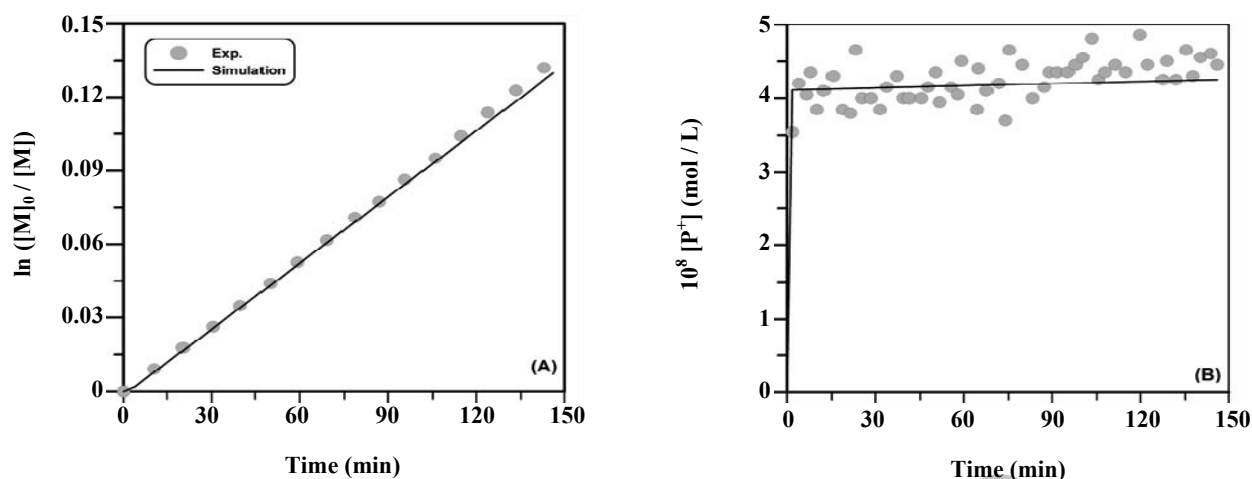 0.15
0.12
0.09
0.06
0.03
0
ln ([M]₀ / [M])
Exp.
Simulation
(A)
0 30 60 90 120 150
Time (min)
5
4
3
2
1
0
10⁸ [P⁺] (mol / L)
(B)
0 30 60 90 120 150
Time (min)